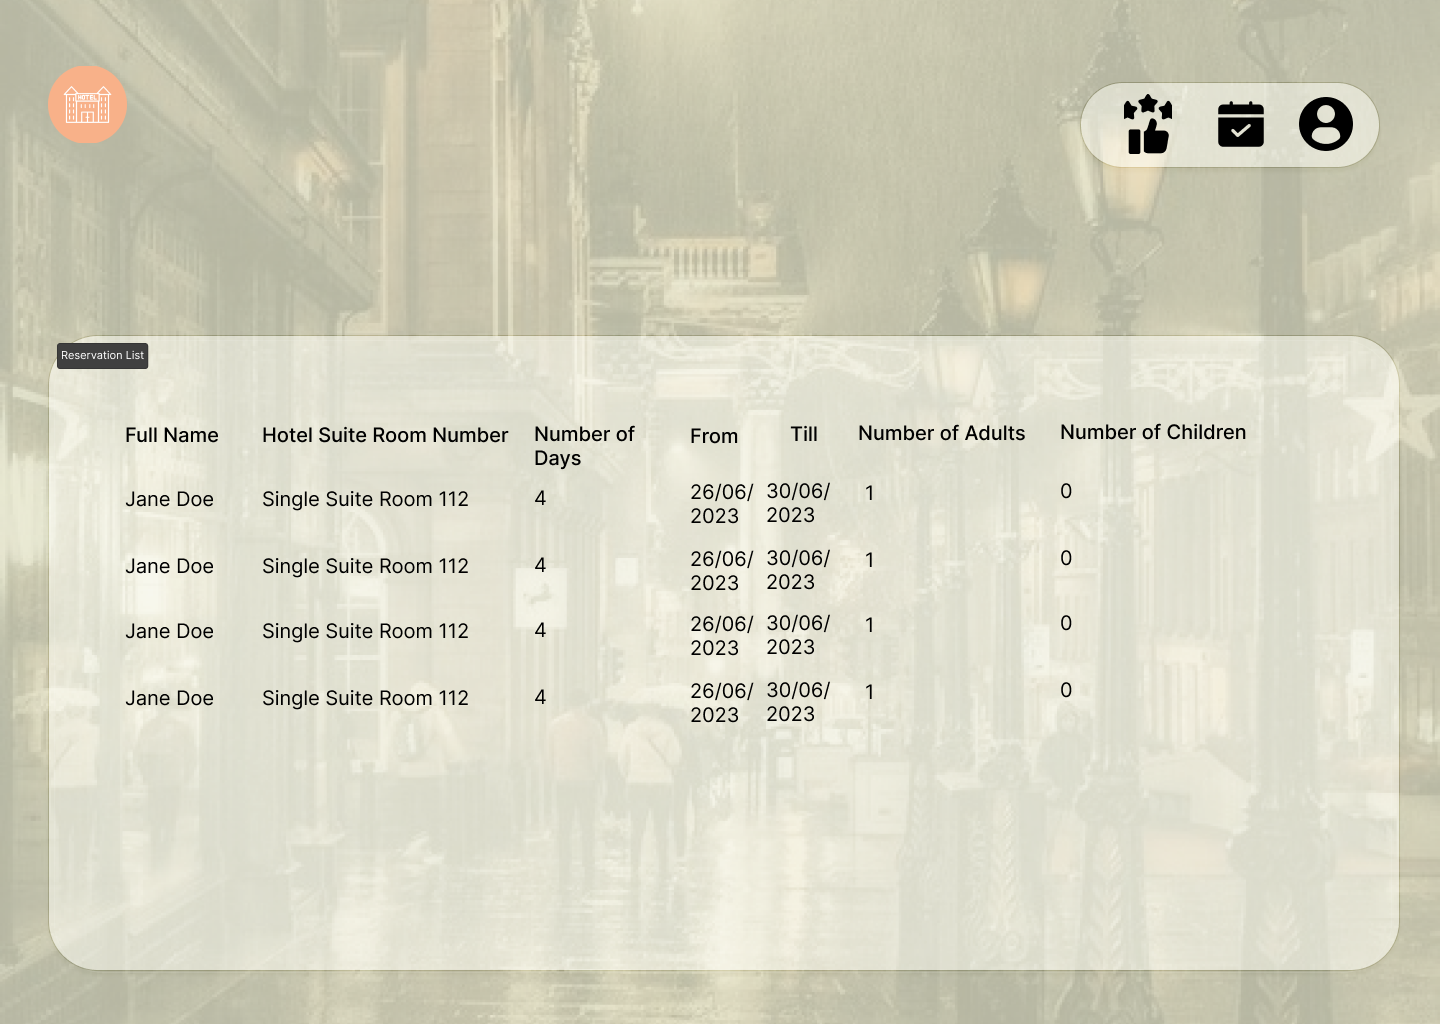 HOTEL
Reservation List
Full Name Hotel Suite Room Number Number of Days From Till Number of Adults Number of Children
Jane Doe Single Suite Room 112 4 26/06/2023 30/06/2023 1 0
Jane Doe Single Suite Room 112 4 26/06/2023 30/06/2023 1 0
Jane Doe Single Suite Room 112 4 26/06/2023 30/06/2023 1 0
Jane Doe Single Suite Room 112 4 26/06/2023 30/06/2023 1 0